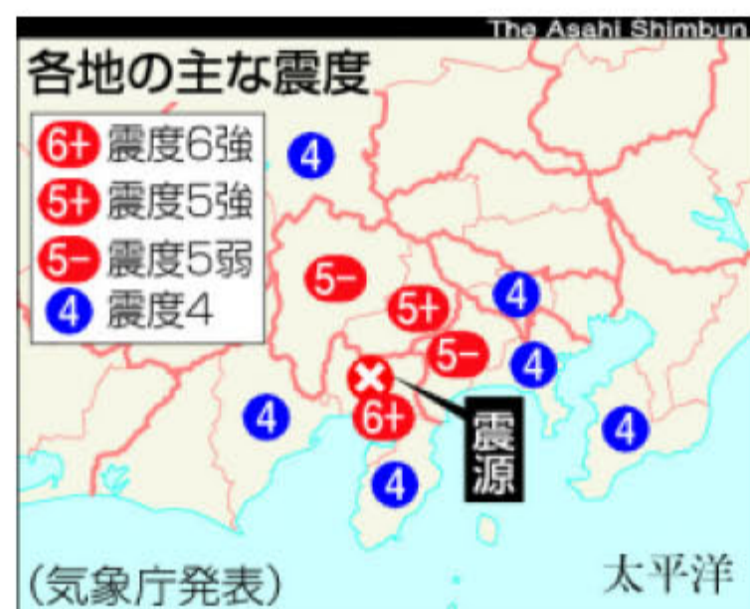 The Asahi Shimbun
各地の主な震度
6+ 震度6強
5+ 震度5強
5- 震度5弱
4 震度4
4
5-
5+
4
5-
4
6+
4
4
4
震源
太平洋
(気象庁発表)